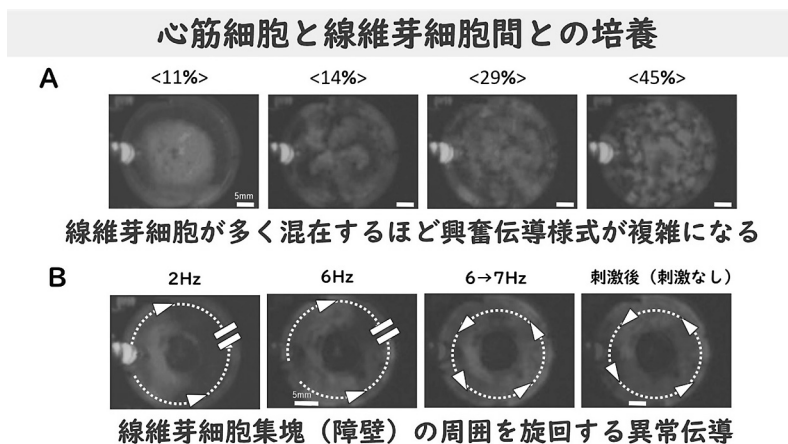 心筋細胞と線維芽細胞間との培養
A
<11%> <14%> <29%> <45%>
5mm
線維芽細胞が多く混在するほど興奮伝導様式が複雑になる
B
2Hz 6Hz 6→7Hz 刺激後（刺激なし）
5mm
線維芽細胞集塊（障壁）の周囲を旋回する異常伝導